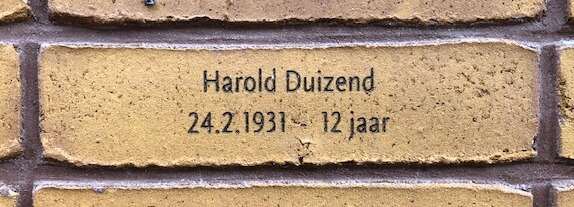 Harold Duizend
24.2.1931 - 12 jaar